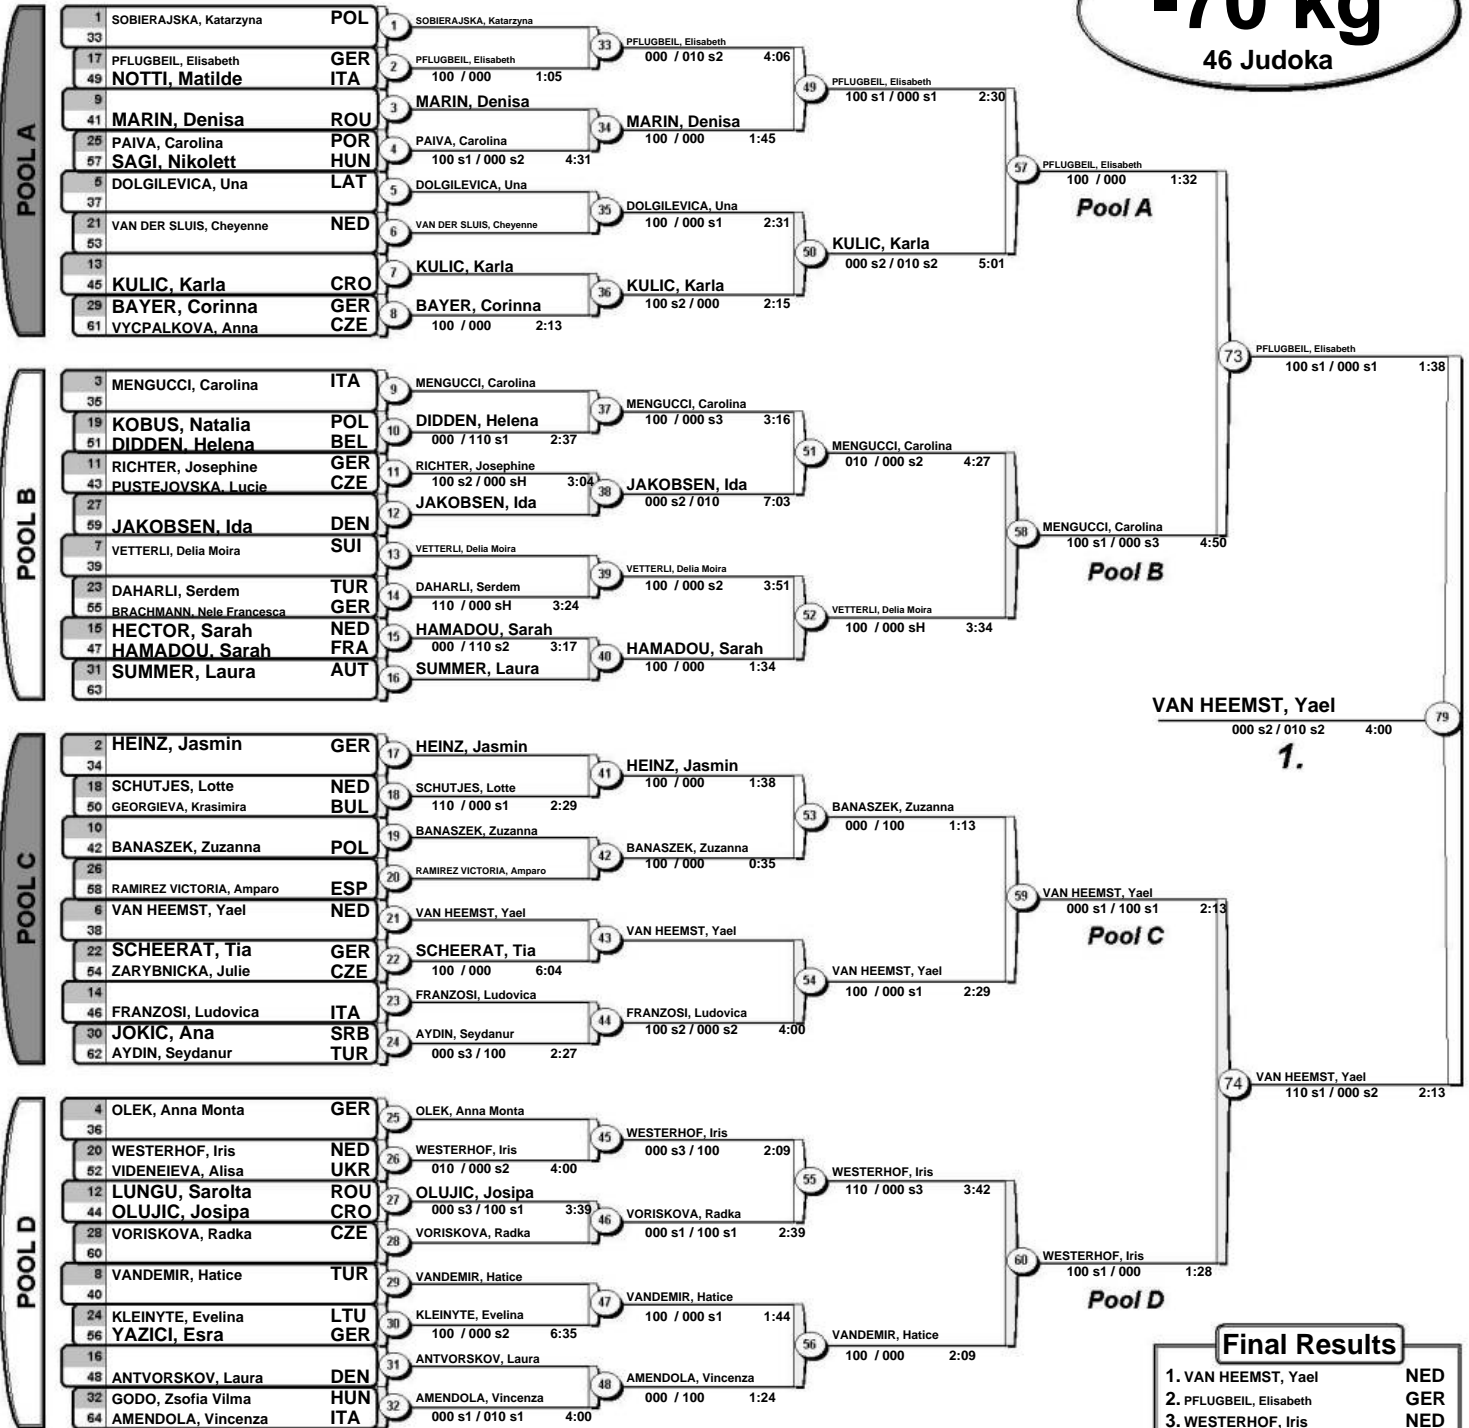 -70 kg
46 Judoka
POOL A
1 SOBIERAJSKA, Katarzyna POL
33
17 PFLUGBEIL, Elisabeth GER
49 NOTTI, Matilde ITA
9
41 MARIN, Denisa ROU
25 PAIVA, Carolina POR
57 SAGI, Nikolett HUN
5 DOLGILEVICA, Una LAT
37
21 VAN DER SLUIS, Cheyenne NED
53
13
45 KULIC, Karla CRO
29 BAYER, Corinna GER
61 VYCPALKOVA, Anna CZE
1 SOBIERAJSKA, Katarzyna
2 PFLUGBEIL, Elisabeth
100 / 000 1:05
3 MARIN, Denisa
4 PAIVA, Carolina
100 s1 / 000 s2 4:31
5 DOLGILEVICA, Una
6 VAN DER SLUIS, Cheyenne
7 KULIC, Karla
8 BAYER, Corinna
100 / 000 2:13
33 PFLUGBEIL, Elisabeth
000 / 010 s2 4:06
34 MARIN, Denisa
100 / 000 1:45
35 DOLGILEVICA, Una
100 / 000 s1 2:31
36 KULIC, Karla
100 s2 / 000 2:15
49 PFLUGBEIL, Elisabeth
100 s1 / 000 s1 2:30
50 KULIC, Karla
000 s2 / 010 s2 5:01
57 PFLUGBEIL, Elisabeth
100 / 000 1:32
Pool A
POOL B
3 MENGUCCI, Carolina ITA
35
19 KOBUS, Natalia POL
51 DIDDEN, Helena BEL
11 RICHTER, Josephine GER
43 PUSTEJOVSKA, Lucie CZE
27
59 JAKOBSEN, Ida DEN
7 VETTERLI, Delia Moira SUI
39
23 DAHARLI, Serdem TUR
55 BRACHMANN, Nele Francesca GER
15 HECTOR, Sarah NED
47 HAMADOU, Sarah FRA
31 SUMMER, Laura AUT
63
9 MENGUCCI, Carolina
10 DIDDEN, Helena
000 / 110 s1 2:37
11 RICHTER, Josephine
100 s2 / 000 sH 3:04
12 JAKOBSEN, Ida
13 VETTERLI, Delia Moira
14 DAHARLI, Serdem
110 / 000 sH 3:24
15 HAMADOU, Sarah
000 / 110 s2 3:17
16 SUMMER, Laura
37 MENGUCCI, Carolina
100 / 000 s3 3:16
38 JAKOBSEN, Ida
000 s2 / 010 7:03
39 VETTERLI, Delia Moira
100 / 000 s2 3:51
40 HAMADOU, Sarah
100 / 000 1:34
51 MENGUCCI, Carolina
010 / 000 s2 4:27
52 VETTERLI, Delia Moira
100 / 000 sH 3:34
58 MENGUCCI, Carolina
100 s1 / 000 s3 4:50
Pool B
73 PFLUGBEIL, Elisabeth
100 s1 / 000 s1 1:38
VAN HEEMST, Yael 79
000 s2 / 010 s2 4:00
1.
POOL C
2 HEINZ, Jasmin GER
34
18 SCHUTJES, Lotte NED
50 GEORGIEVA, Krasimira BUL
10
42 BANASZEK, Zuzanna POL
26
58 RAMIREZ VICTORIA, Amparo ESP
6 VAN HEEMST, Yael NED
38
22 SCHEERAT, Tia GER
54 ZARYBNICKA, Julie CZE
14
46 FRANZOSI, Ludovica ITA
30 JOKIC, Ana SRB
62 AYDIN, Seydanur TUR
17 HEINZ, Jasmin
18 SCHUTJES, Lotte
110 / 000 s1 2:29
19 BANASZEK, Zuzanna
20 RAMIREZ VICTORIA, Amparo
21 VAN HEEMST, Yael
22 SCHEERAT, Tia
100 / 000 6:04
23 FRANZOSI, Ludovica
24 AYDIN, Seydanur
000 s3 / 100 2:27
41 HEINZ, Jasmin
100 / 000 1:38
42 BANASZEK, Zuzanna
100 / 000 0:35
43 VAN HEEMST, Yael
44 FRANZOSI, Ludovica
100 s2 / 000 s2 4:00
53 BANASZEK, Zuzanna
000 / 100 1:13
54 VAN HEEMST, Yael
100 / 000 s1 2:29
59 VAN HEEMST, Yael
000 s1 / 100 s1 2:13
Pool C
74 VAN HEEMST, Yael
110 s1 / 000 s2 2:13
POOL D
4 OLEK, Anna Monta GER
36
20 WESTERHOF, Iris NED
52 VIDENEIEVA, Alisa UKR
12 LUNGU, Sarolta ROU
44 OLUJIC, Josipa CRO
28 VORISKOVA, Radka CZE
60
8 VANDEMIR, Hatice TUR
40
24 KLEINYTE, Evelina LTU
56 YAZICI, Esra GER
16
48 ANTVORSKOV, Laura DEN
32 GODO, Zsofia Vilma HUN
64 AMENDOLA, Vincenza ITA
25 OLEK, Anna Monta
26 WESTERHOF, Iris
010 / 000 s2 4:00
27 OLUJIC, Josipa
000 s3 / 100 s1 3:39
28 VORISKOVA, Radka
29 VANDEMIR, Hatice
30 KLEINYTE, Evelina
100 / 000 s2 6:35
31 ANTVORSKOV, Laura
32 AMENDOLA, Vincenza
000 s1 / 010 s1 4:00
45 WESTERHOF, Iris
000 s3 / 100 2:09
46 VORISKOVA, Radka
000 s1 / 100 s1 2:39
47 VANDEMIR, Hatice
100 / 000 s1 1:44
48 AMENDOLA, Vincenza
000 / 100 1:24
55 WESTERHOF, Iris
110 / 000 s3 3:42
56 VANDEMIR, Hatice
100 / 000 2:09
60 WESTERHOF, Iris
100 s1 / 000 1:28
Pool D
Final Results
1. VAN HEEMST, Yael NED
2. PFLUGBEIL, Elisabeth GER
3. WESTERHOF, Iris NED